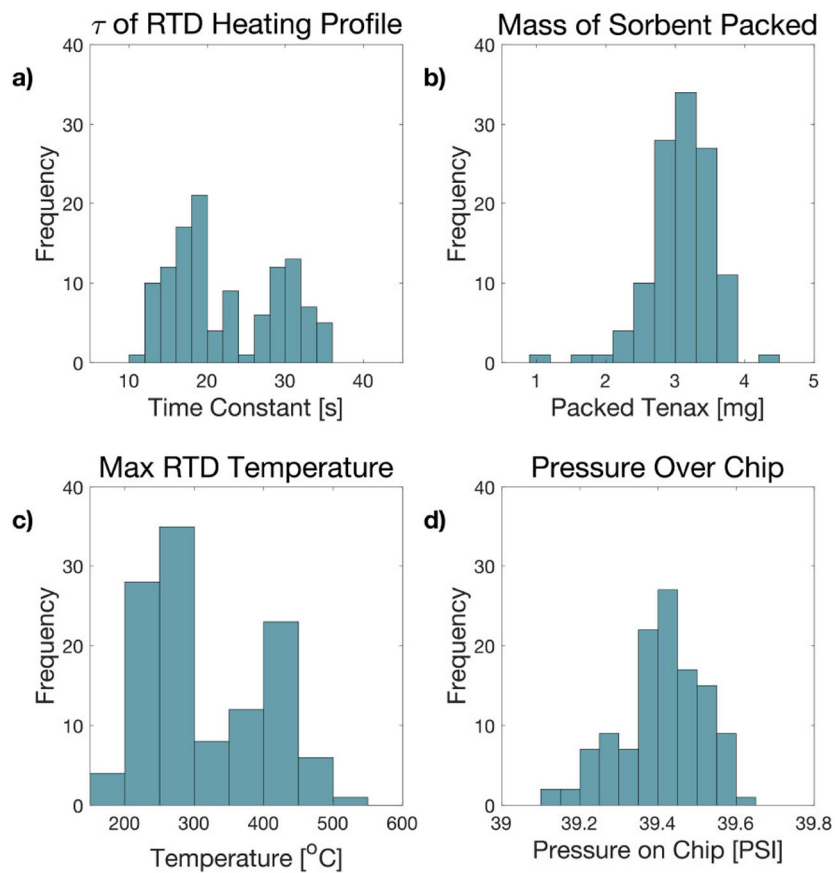 τ of RTD Heating Profile
a)
40
30
20
10
0
Frequency
10 20 30 40
Time Constant [s]
Mass of Sorbent Packed
b)
40
30
20
10
0
Frequency
1 2 3 4 5
Packed Tenax [mg]
Max RTD Temperature
c)
40
30
20
10
0
Frequency
200 300 400 500 600
Temperature [°C]
Pressure Over Chip
d)
40
30
20
10
0
Frequency
39 39.2 39.4 39.6 39.8
Pressure on Chip [PSI]